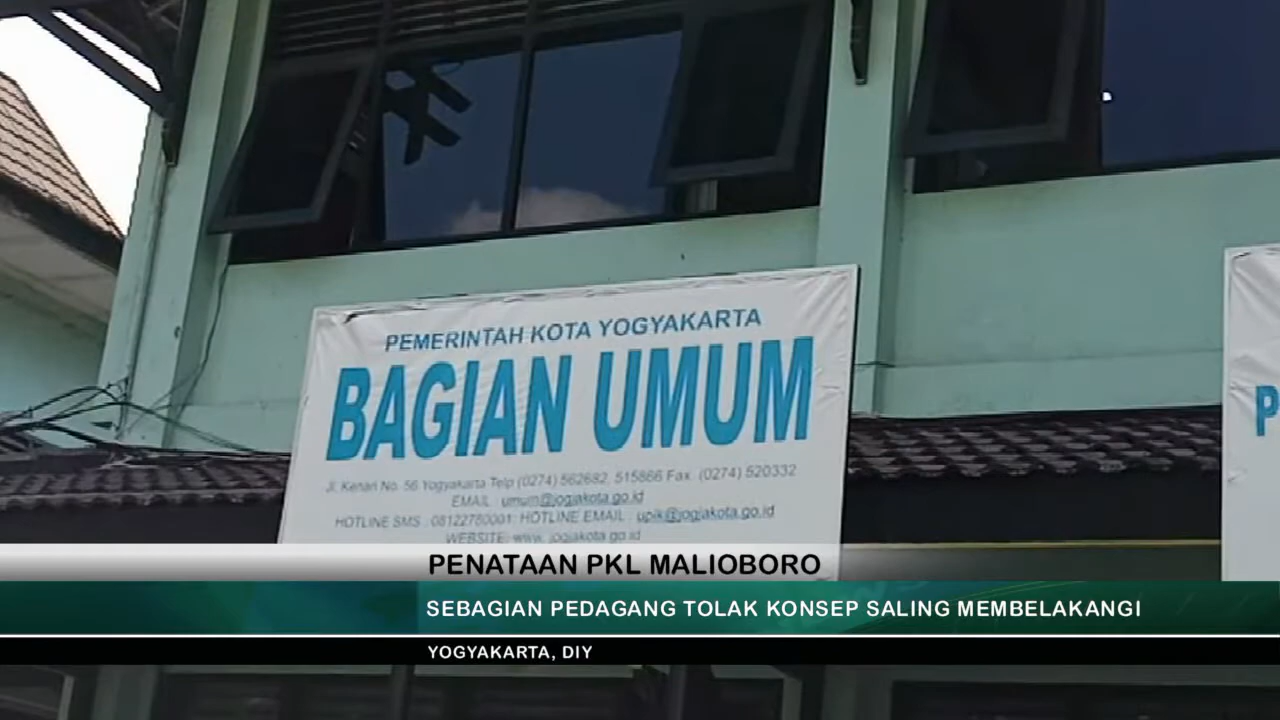 PEMERINTAH KOTA YOGYAKARTA
BAGIAN UMUM
Jl. Kenari No. 56 Yogyakarta Telp (0274) 562682, 515866 Fax. (0274) 520332
EMAIL : umum@jogjakota.go.id
HOTLINE SMS : 08122780001; HOTLINE EMAIL : upik@jogjakota.go.id
WEBSITE: www. jogjakota.go.id
P
PENATAAN PKL MALIOBORO
SEBAGIAN PEDAGANG TOLAK KONSEP SALING MEMBELAKANGI
YOGYAKARTA, DIY